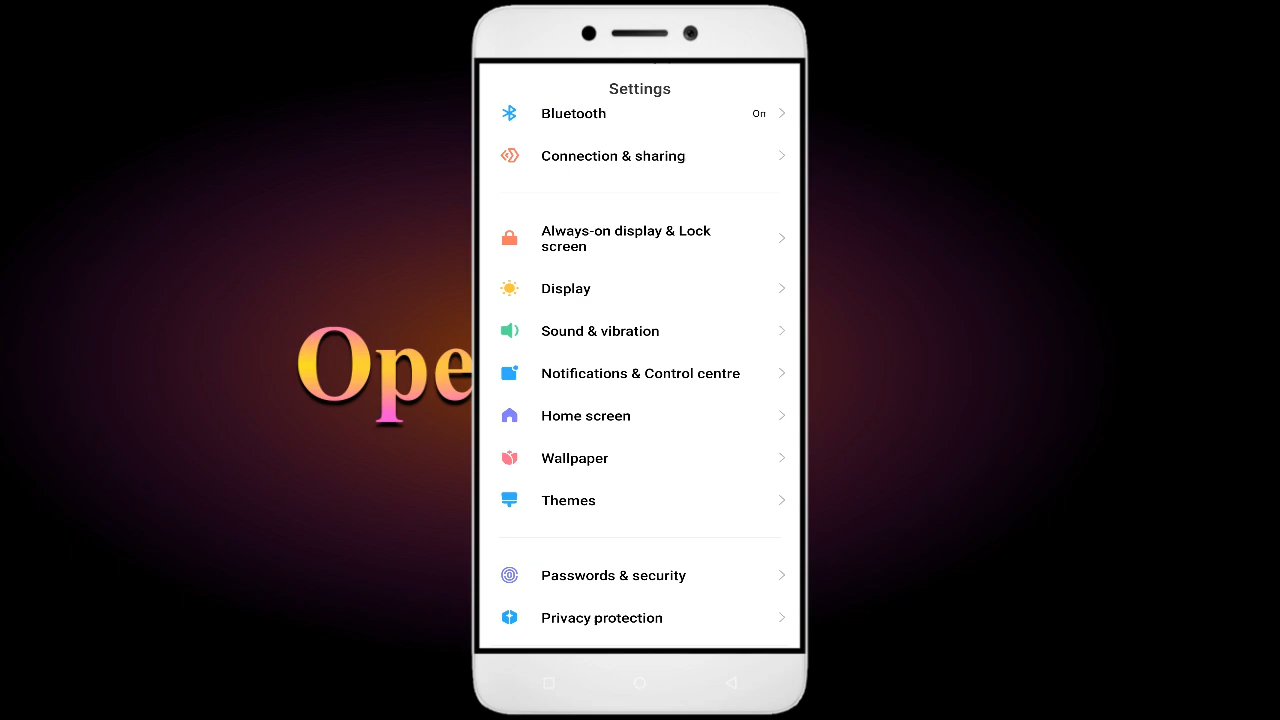 Settings
Bluetooth On
Connection & sharing
Always-on display & Lock
screen
Display
Sound & vibration
Ope
Notifications & Control centre
Home screen
Wallpaper
Themes
Passwords & security
Privacy protection